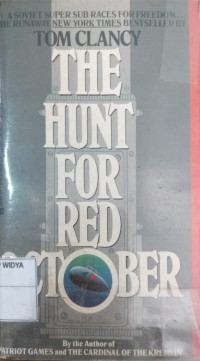 A SOVIET SUPER SUB RACES FOR FREEDOM...
THE RUNAWAY NEW YORK TIMES BESTSELLER!
TOM CLANCY
THE
HUNT
FOR
RED
OCTOBER
WIDYA
By the Author of
PATRIOT GAMES and THE CARDINAL OF THE KREMLIN